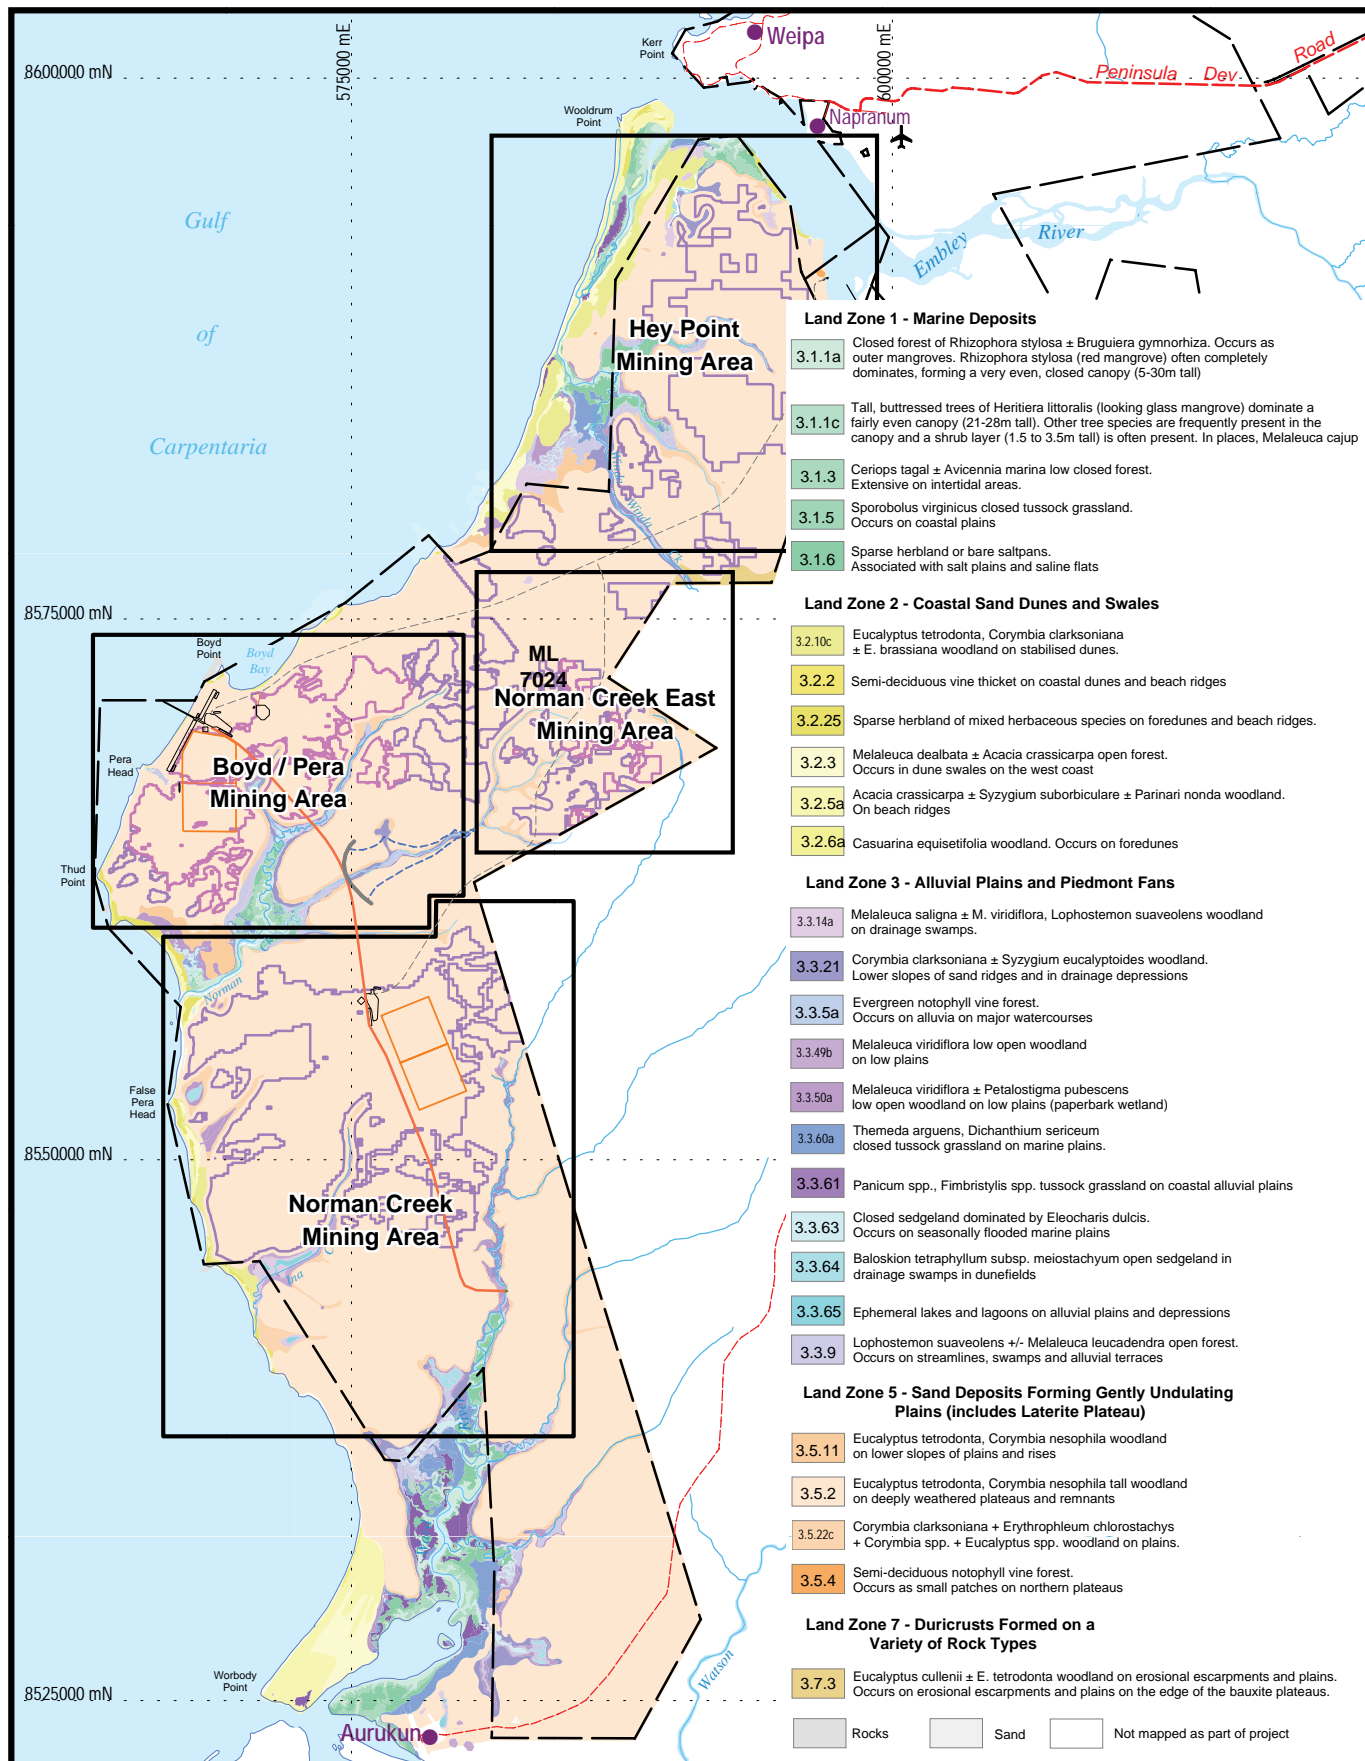 8600000 mN
575000 mE
600000 mE
Kerr
Point
Weipa
Peninsula Dev Road
Wooldrum
Point
Napranum
Gulf
of
Carpentaria
Embley
River
Hey Point
Mining Area
Winda
Winda
Ck
8575000 mN
Boyd
Point
Boyd
Bay
ML
7024
Norman Creek East
Mining Area
Pera
Head
Boyd / Pera
Mining Area
Thud
Point
Norman
False
Pera
Head
8550000 mN
Norman Creek
Mining Area
Ina
River
Worbody
Point
8525000 mN
Aurukun
Watson
Land Zone 1 - Marine Deposits
3.1.1a
Closed forest of Rhizophora stylosa ± Bruguiera gymnorhiza. Occurs as
outer mangroves. Rhizophora stylosa (red mangrove) often completely
dominates, forming a very even, closed canopy (5-30m tall)
3.1.1c
Tall, buttressed trees of Heritiera littoralis (looking glass mangrove) dominate a
fairly even canopy (21-28m tall). Other tree species are frequently present in the
canopy and a shrub layer (1.5 to 3.5m tall) is often present. In places, Melaleuca cajup
3.1.3
Ceriops tagal ± Avicennia marina low closed forest.
Extensive on intertidal areas.
3.1.5
Sporobolus virginicus closed tussock grassland.
Occurs on coastal plains
3.1.6
Sparse herbland or bare saltpans.
Associated with salt plains and saline flats
Land Zone 2 - Coastal Sand Dunes and Swales
3.2.10c
Eucalyptus tetrodonta, Corymbia clarksoniana
± E. brassiana woodland on stabilised dunes.
3.2.2
Semi-deciduous vine thicket on coastal dunes and beach ridges
3.2.25
Sparse herbland of mixed herbaceous species on foredunes and beach ridges.
3.2.3
Melaleuca dealbata ± Acacia crassicarpa open forest.
Occurs in dune swales on the west coast
3.2.5a
Acacia crassicarpa ± Syzygium suborbiculare ± Parinari nonda woodland.
On beach ridges
3.2.6a
Casuarina equisetifolia woodland. Occurs on foredunes
Land Zone 3 - Alluvial Plains and Piedmont Fans
3.3.14a
Melaleuca saligna ± M. viridiflora, Lophostemon suaveolens woodland
on drainage swamps.
3.3.21
Corymbia clarksoniana ± Syzygium eucalyptoides woodland.
Lower slopes of sand ridges and in drainage depressions
3.3.5a
Evergreen notophyll vine forest.
Occurs on alluvia on major watercourses
3.3.49b
Melaleuca viridiflora low open woodland
on low plains
3.3.50a
Melaleuca viridiflora ± Petalostigma pubescens
low open woodland on low plains (paperbark wetland)
3.3.60a
Themeda arguens, Dichanthium sericeum
closed tussock grassland on marine plains.
3.3.61
Panicum spp., Fimbristylis spp. tussock grassland on coastal alluvial plains
3.3.63
Closed sedgeland dominated by Eleocharis dulcis.
Occurs on seasonally flooded marine plains
3.3.64
Baloskion tetraphyllum subsp. meiostachyum open sedgeland in
drainage swamps in dunefields
3.3.65
Ephemeral lakes and lagoons on alluvial plains and depressions
3.3.9
Lophostemon suaveolens +/- Melaleuca leucadendra open forest.
Occurs on streamlines, swamps and alluvial terraces
Land Zone 5 - Sand Deposits Forming Gently Undulating
Plains (includes Laterite Plateau)
3.5.11
Eucalyptus tetrodonta, Corymbia nesophila woodland
on lower slopes of plains and rises
3.5.2
Eucalyptus tetrodonta, Corymbia nesophila tall woodland
on deeply weathered plateaus and remnants
3.5.22c
Corymbia clarksoniana + Erythrophleum chlorostachys
+ Corymbia spp. + Eucalyptus spp. woodland on plains.
3.5.4
Semi-deciduous notophyll vine forest.
Occurs as small patches on northern plateaus
Land Zone 7 - Duricrusts Formed on a
Variety of Rock Types
3.7.3
Eucalyptus cullenii ± E. tetrodonta woodland on erosional escarpments and plains.
Occurs on erosional escarpments and plains on the edge of the bauxite plateaus.
Rocks
Sand
Not mapped as part of project